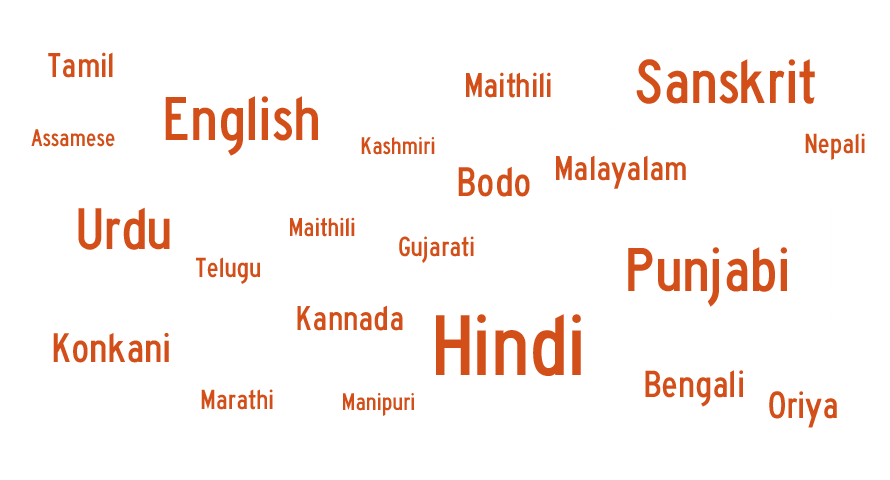 Tamil
Maithili
Sanskrit
English
Assamese
Kashmiri
Nepali
Malayalam
Bodo
Urdu
Maithili
Gujarati
Telugu
Punjabi
Kannada
Hindi
Konkani
Bengali
Marathi
Manipuri
Oriya